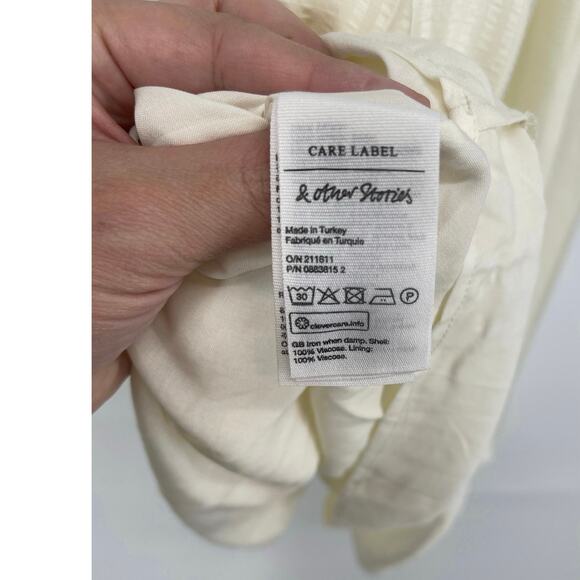 CARE LABEL
& other Stories
Made in Turkey
Fabriqué en Turquie
O/N 211811
P/N 0883815 2
30 P
clevercare.info
GB Iron when damp. Shell:
100% Viscose. Lining:
100% Viscose.